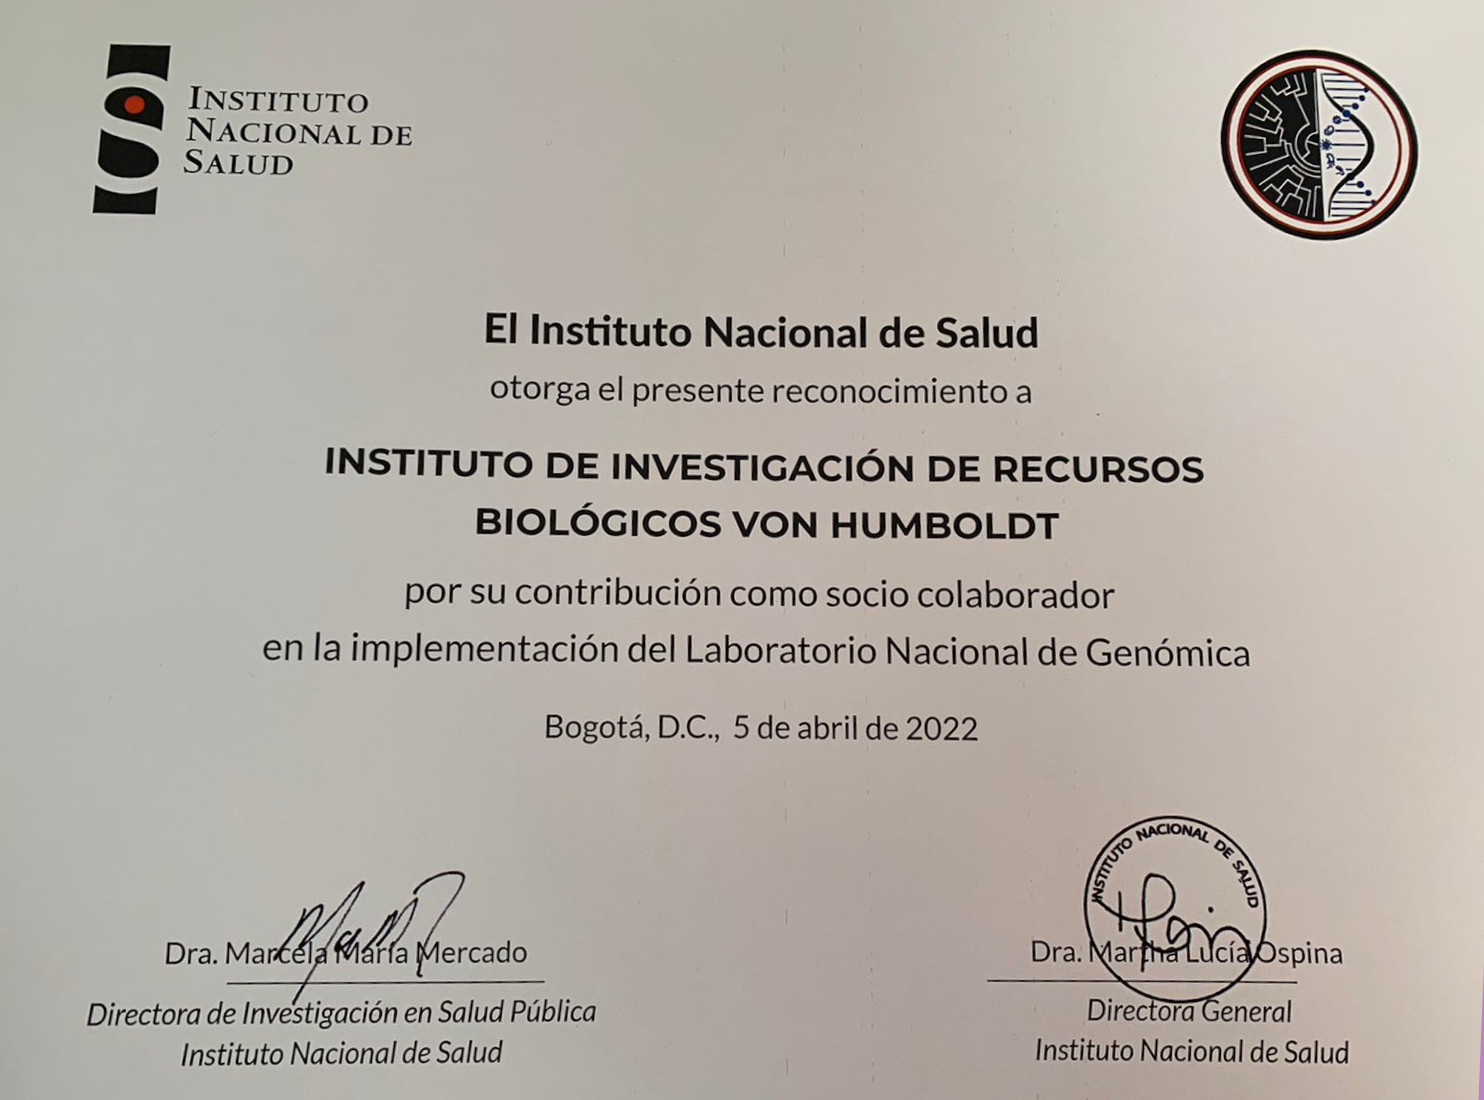 INSTITUTO
NACIONAL DE
SALUD
El Instituto Nacional de Salud
otorga el presente reconocimiento a
INSTITUTO DE INVESTIGACIÓN DE RECURSOS
BIOLÓGICOS VON HUMBOLDT
por su contribución como socio colaborador
en la implementación del Laboratorio Nacional de Genómica
Bogotá, D.C., 5 de abril de 2022
Dra. Marcela María Mercado
Directora de Investigación en Salud Pública
Instituto Nacional de Salud
INSTITUTO NACIONAL DE SALUD
Dra. Martha Lucía Ospina
Directora General
Instituto Nacional de Salud